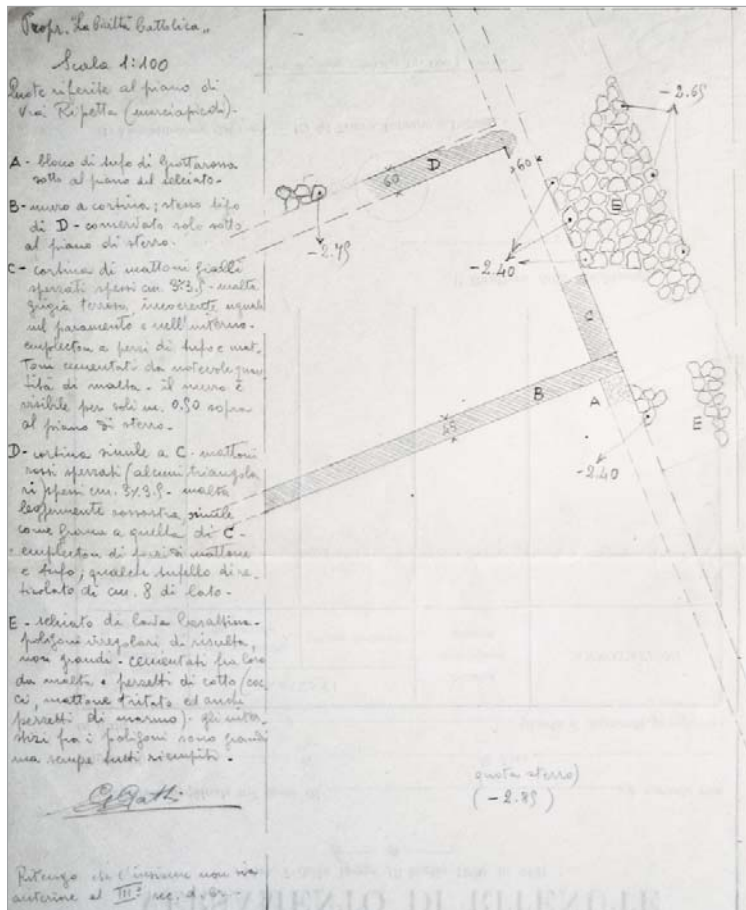 Propr. "La Civiltà Cattolica"
Scala 1:100
Quote riferite al piano di
Via Ripetta (marciapiedi)-
A - blocco di tufo di Grottarossa
sotto al piano del selciato-
B - muro a cortina; stesso tipo
di D - conservato solo sotto
al piano di sterro-
C - cortina di mattoni gialli
spezzati spessi cm. 3x3.5 - malta
grigia terrosa, incoerente
nel paramento e nell'interno-
emplecton a pezzi di tufo e mat-
toni cementati da notevole quan
tità di malta - il muro è
visibile per soli m. 0.50 sopra
al piano di sterro-
D - cortina simile a C - mattoni
rossi spezzati (alcuni triangola
ri) spessi cm. 3x3.5 - malta
leggermente rossastra, simile
come grana a quella di C-
emplecton di pezzi di mattone
e tufo; qualche tufello di re-
ticolato di cm. 8 di lato-
E - selciato di lava basaltina-
poligoni irregolari di risulta,
non grandi - cementati fra loro
da malta e pezzetti di cotto (coc
ci, mattone tritato ed anche
pezzetti di marmo) - gli inter-
stizi fra i poligoni sono grandi
ma sempre tutti riempiti -
G Gatti
Ritengo che l'insieme non sia
anteriore al III° sec. d. Cr-
D
60
60
-2.65
E
-2.75
-2.40
C
B
45
A
E
-2.40
quota sterro)
(-2.85)